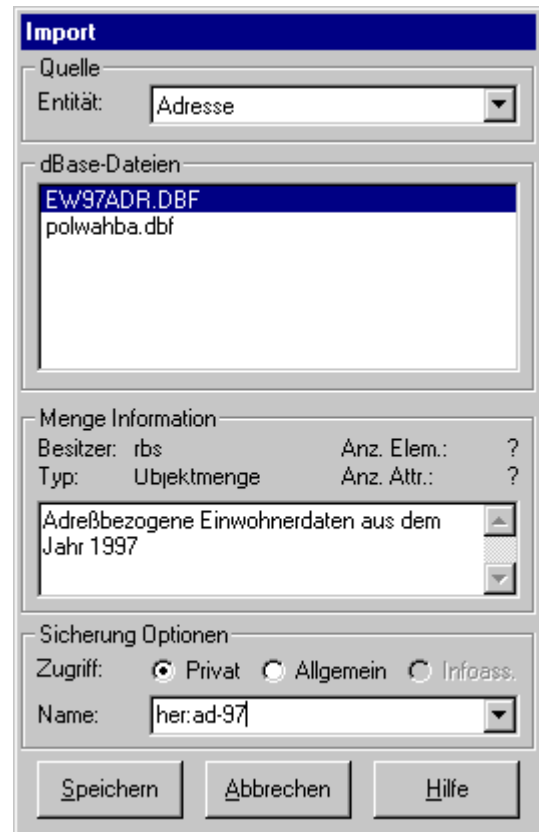 Import
Quelle
Entität: Adresse
dBase-Dateien
EW97ADR.DBF
polwahba.dbf
Menge Information
Besitzer: rbs Anz. Elem.: ?
Typ: Objektmenge Anz. Attr.: ?
Adreßbezogene Einwohnerdaten aus dem
Jahr 1997
Sicherung Optionen
Zugriff: Privat Allgemein Infoass.
Name: her:ad-97
Speichern Abbrechen Hilfe